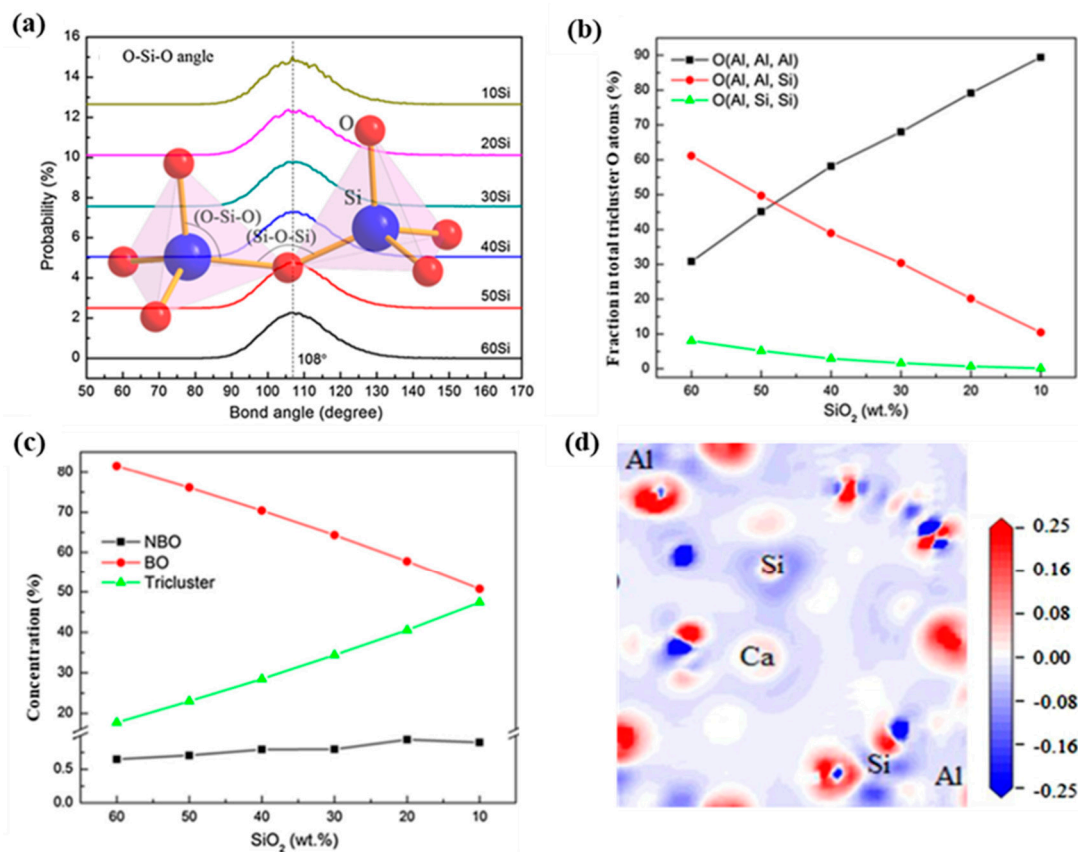 (a)
16
14
12
10
8
6
4
2
0
Probability (%)
O-Si-O angle
10Si
20Si
30Si
40Si
50Si
60Si
O
Si
(O-Si-O)
(Si-O-Si)
108°
50 60 70 80 90 100 110 120 130 140 150 160 170
Bond angle (degree)
(b)
90
80
70
60
50
40
30
20
10
0
Fraction in total tricluster O atoms (%)
O(Al, Al, Al)
O(Al, Al, Si)
O(Al, Si, Si)
60 50 40 30 20 10
SiO₂ (wt.%)
(c)
80
70
60
50
40
30
20
0.5
0.0
Concentration (%)
NBO
BO
Tricluster
60 50 40 30 20 10
SiO₂ (wt.%)
(d)
Al
Si
Ca
Si
Al
0.25
0.16
0.08
0.00
-0.08
-0.16
-0.25